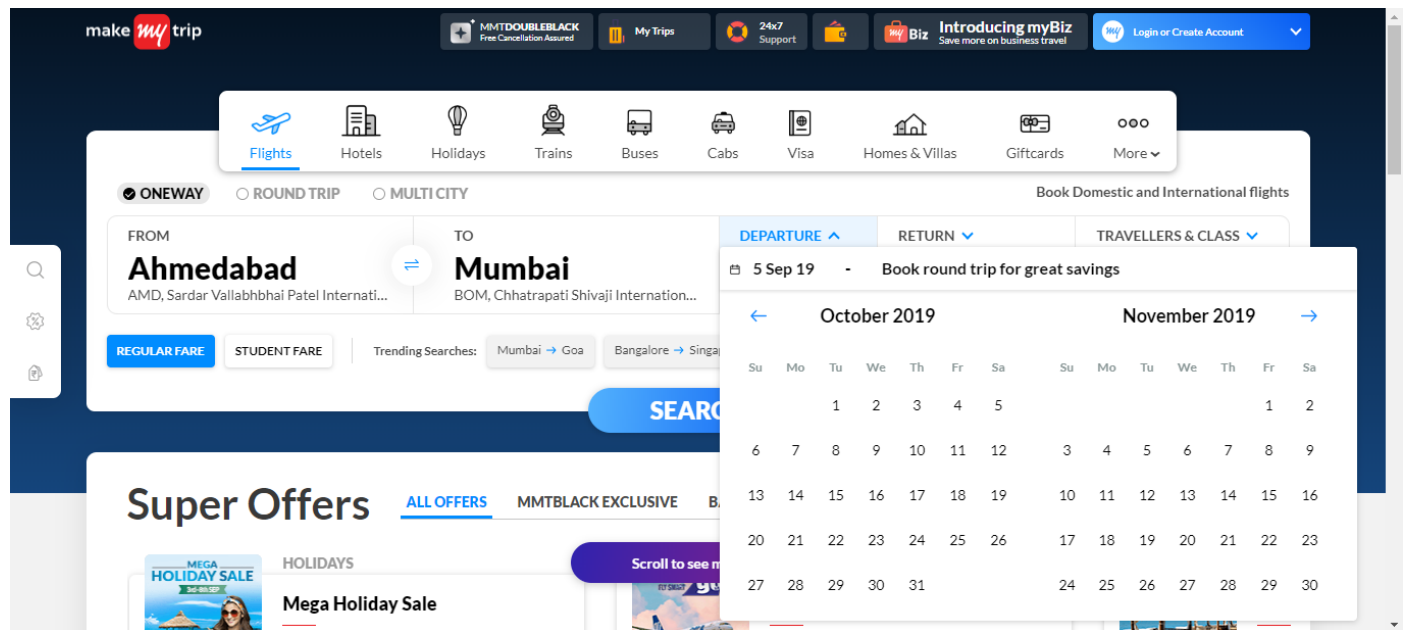 make my trip
MMTDOUBLEBLACK
Free Cancellation Assured
My Trips
24x7
Support
my Biz
Introducing myBiz
Save more on business travel
my
Login or Create Account
Flights
Hotels
Holidays
Trains
Buses
Cabs
Visa
Homes & Villas
Giftcards
More
ONEWAY
ROUND TRIP
MULTI CITY
Book Domestic and International flights
FROM
TO
DEPARTURE
RETURN
TRAVELLERS & CLASS
Ahmedabad
Mumbai
AMD, Sardar Vallabhbhai Patel Internati...
BOM, Chhatrapati Shivaji Internation...
5 Sep 19 - Book round trip for great savings
← October 2019
November 2019 →
Su Mo Tu We Th Fr Sa
1 2 3 4 5
6 7 8 9 10 11 12
13 14 15 16 17 18 19
20 21 22 23 24 25 26
27 28 29 30 31
Su Mo Tu We Th Fr Sa
1 2
3 4 5 6 7 8 9
10 11 12 13 14 15 16
17 18 19 20 21 22 23
24 25 26 27 28 29 30
REGULAR FARE
STUDENT FARE
Trending Searches:
Mumbai → Goa
Bangalore → Singa
SEARC
Super Offers
ALL OFFERS
MMTBLACK EXCLUSIVE
Scroll to see m
MEGA
HOLIDAY SALE
HOLIDAYS
Mega Holiday Sale